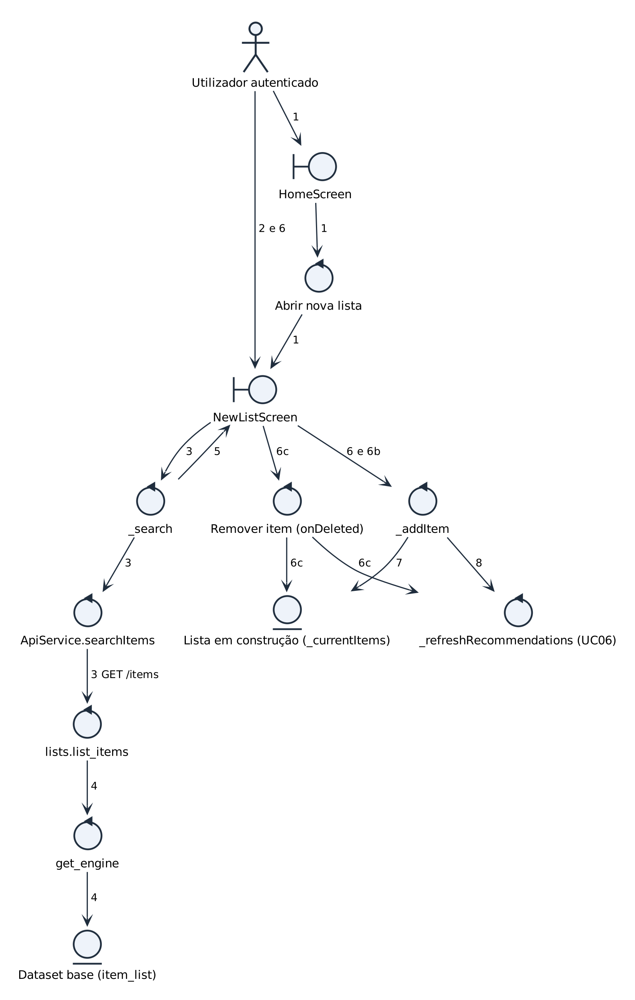 Utilizador autenticado
1
HomeScreen
2 e 6
1
Abrir nova lista
1
NewListScreen
3
5
6c
6 e 6b
_search
Remover item (onDeleted)
_addItem
3
6c
6c
7
8
ApiService.searchItems
Lista em construção (_currentItems)
_refreshRecommendations (UC06)
3 GET /items
lists.list_items
4
get_engine
4
Dataset base (item_list)